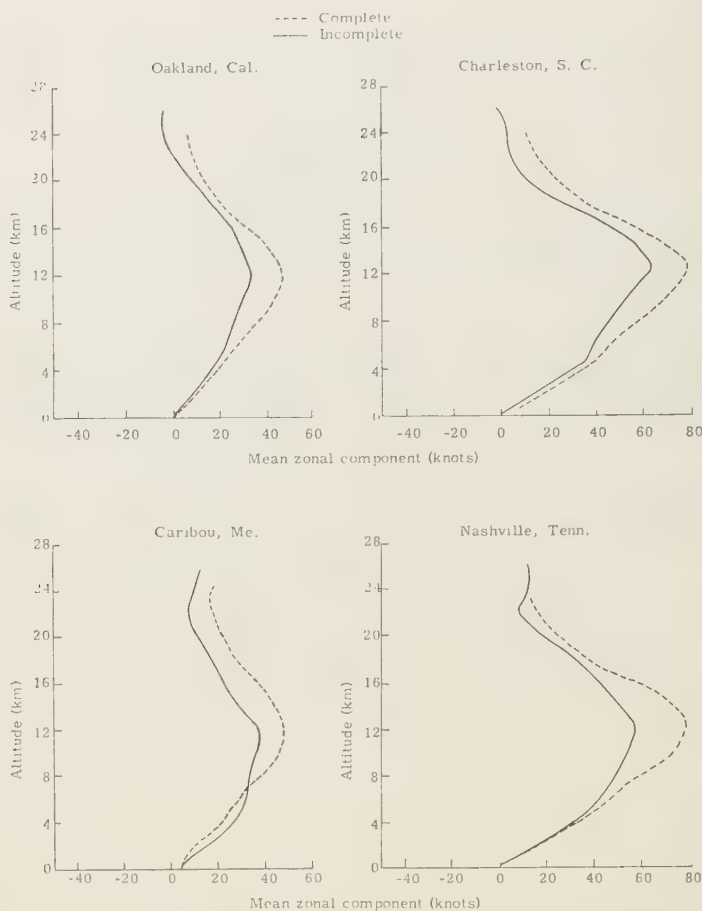 Complete
Incomplete
Oakland, Cal.
Charleston, S. C.
28
24
20
16
12
8
4
0
Altitude (km)
-40 -20 0 20 40 60
28
24
20
16
12
8
4
0
Altitude (km)
-40 -20 0 20 40 60 80
Mean zonal component (knots)
Caribou, Me.
Nashville, Tenn.
28
24
20
16
12
8
4
0
Altitude (km)
-40 -20 0 20 40 60
28
24
20
16
12
8
4
0
Altitude (km)
-40 -20 0 20 40 60 80
Mean zonal component (knots)